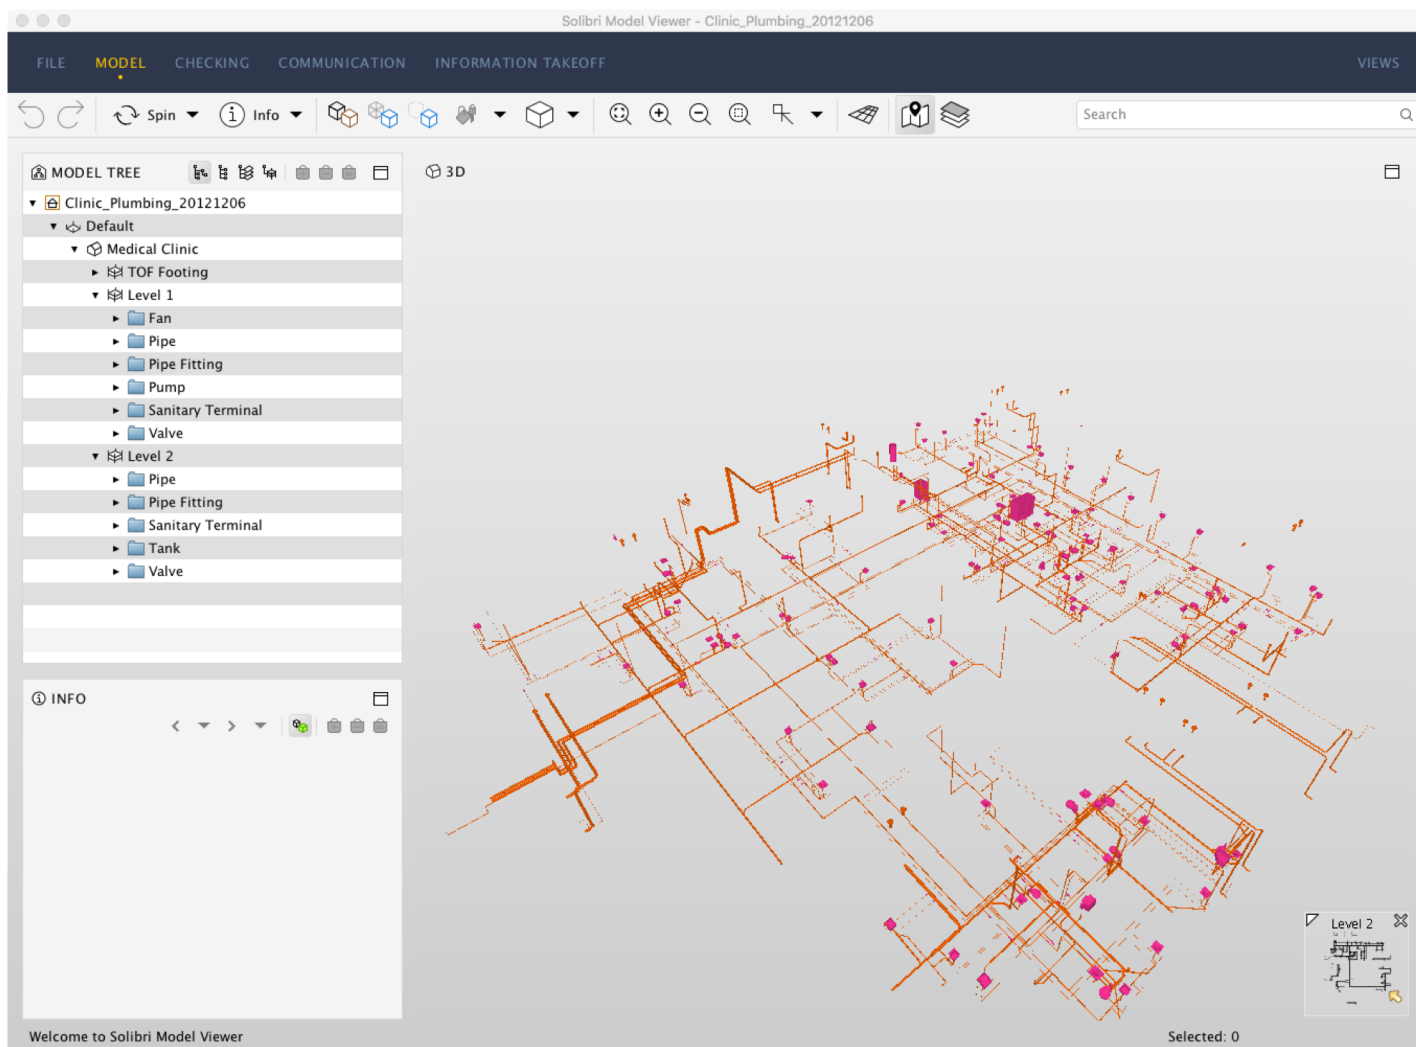 Solibri Model Viewer - Clinic_Plumbing_20121206
FILE MODEL CHECKING COMMUNICATION INFORMATION TAKEOFF VIEWS
Spin Info Search
MODEL TREE
3D
Clinic_Plumbing_20121206
Default
Medical Clinic
TOF Footing
Level 1
Fan
Pipe
Pipe Fitting
Pump
Sanitary Terminal
Valve
Level 2
Pipe
Pipe Fitting
Sanitary Terminal
Tank
Valve
INFO
Level 2
Welcome to Solibri Model Viewer
Selected: 0